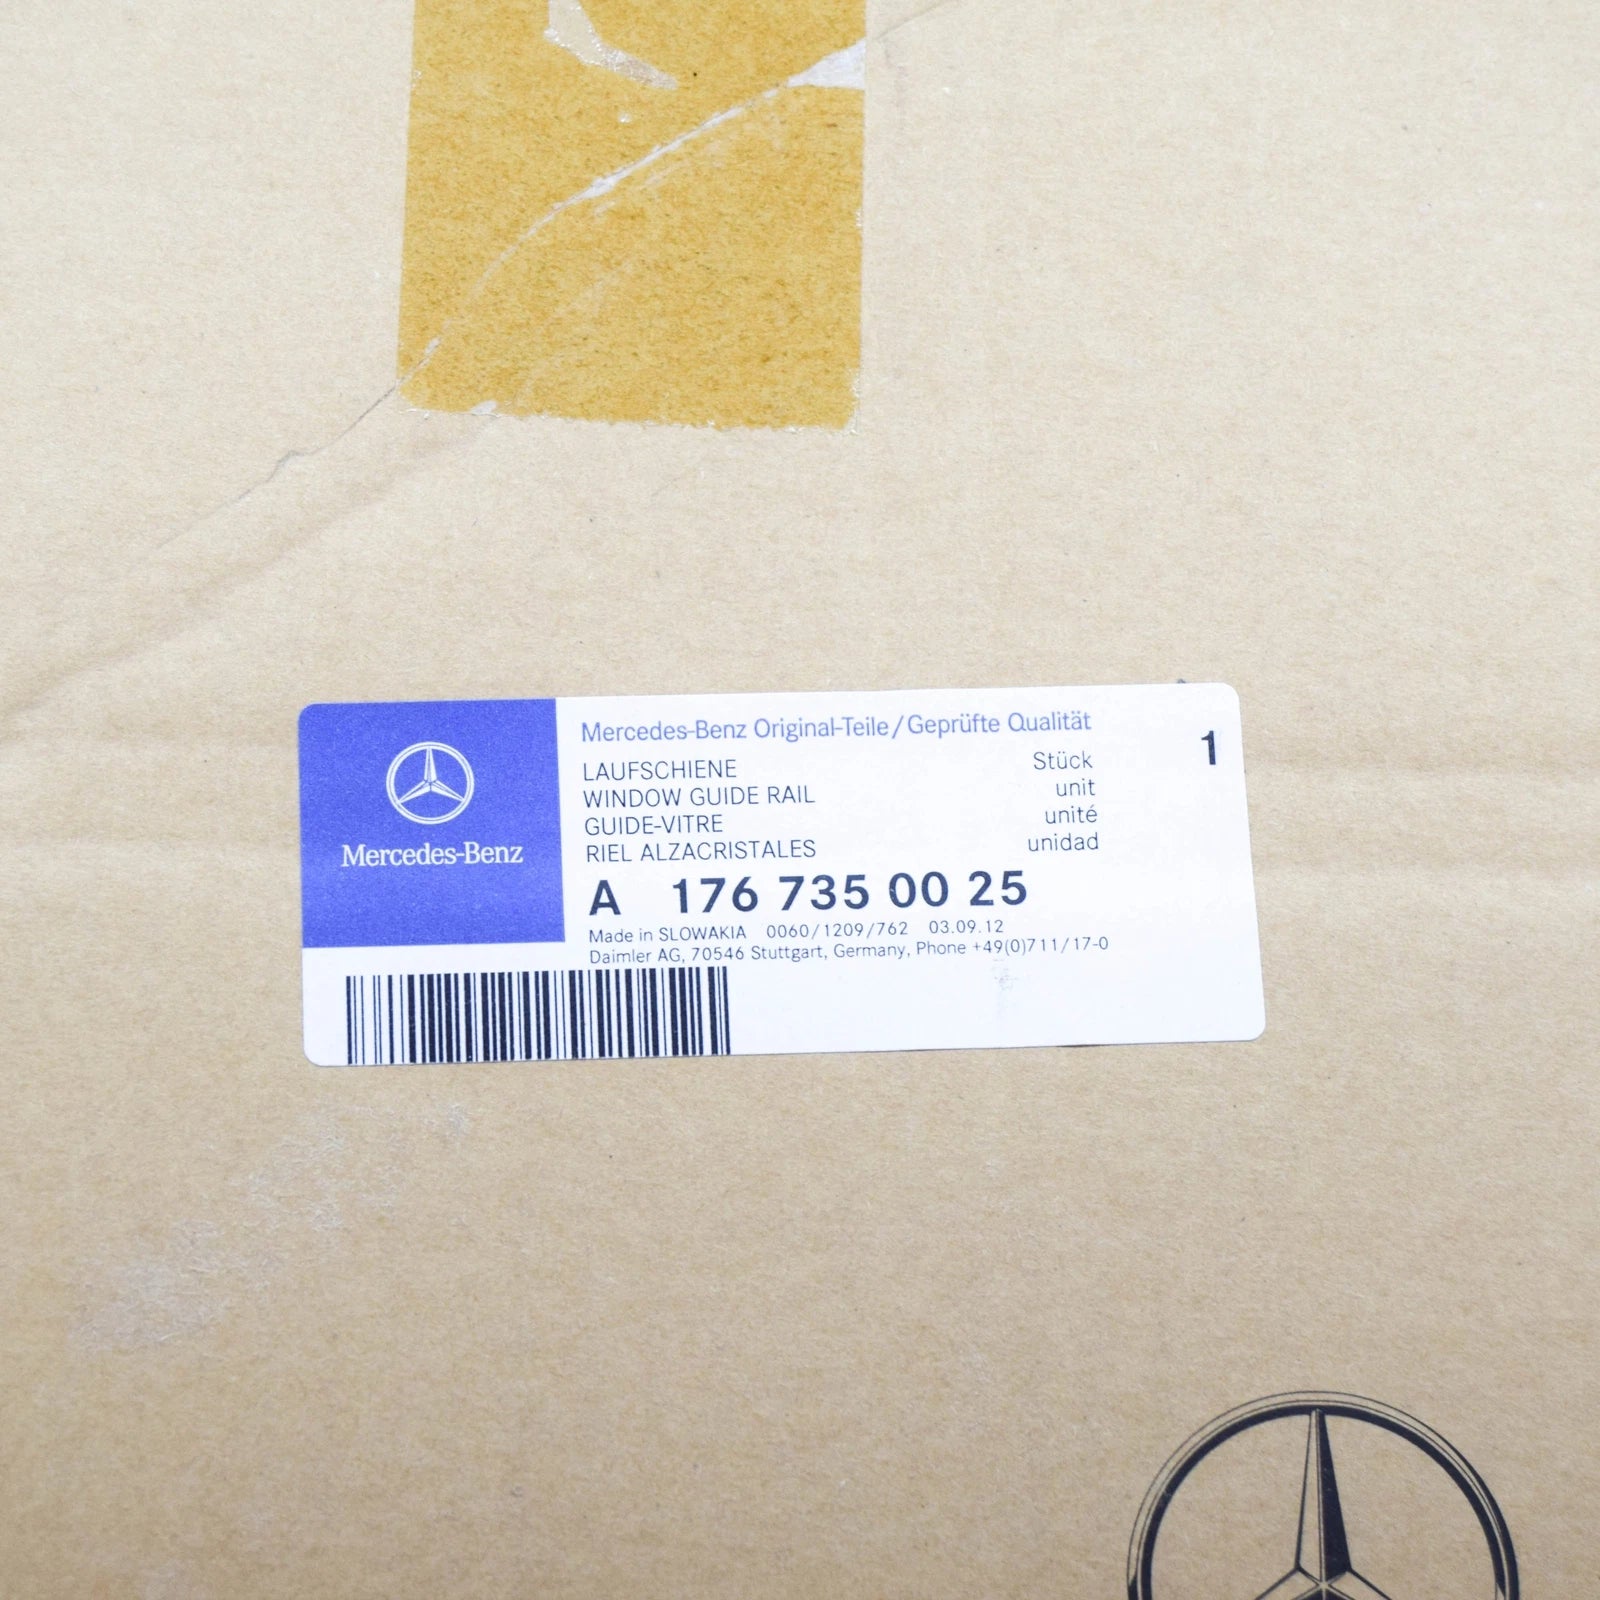 Mercedes-Benz
Mercedes-Benz Original-Teile/Geprüfte Qualität
LAUFSCHIENE Stück 1
WINDOW GUIDE RAIL unit
GUIDE-VITRE unité
RIEL ALZACRISTALES unidad
A 176 735 00 25
Made in SLOWAKIA 0060/1209/762 03.09.12
Daimler AG, 70546 Stuttgart, Germany, Phone +49(0)711/17-0